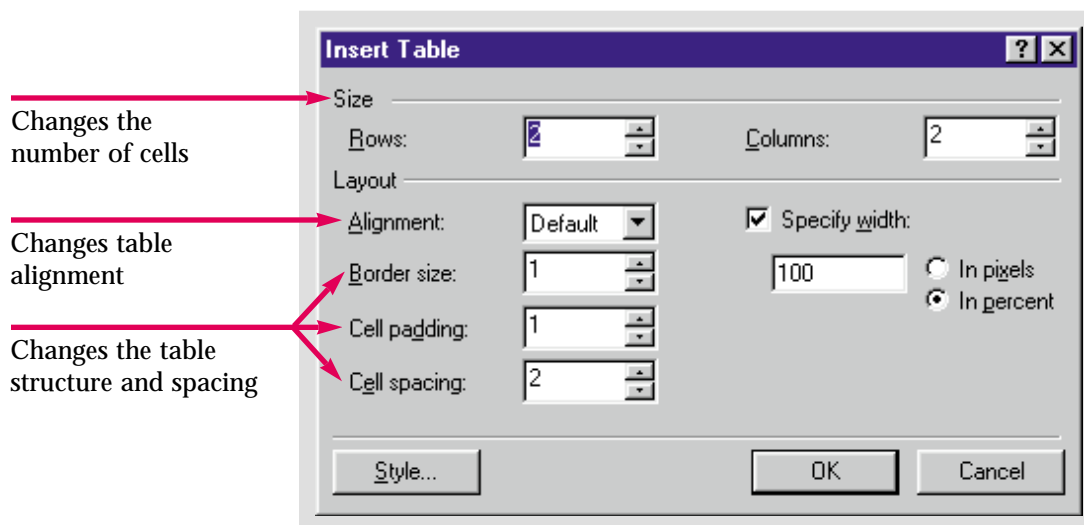 Insert Table
Size
Changes the
number of cells
Rows: 2 Columns: 2
Layout
Changes table
alignment
Alignment: Default Specify width:
Border size: 1 100 In pixels
In percent
Changes the table
structure and spacing
Cell padding: 1
Cell spacing: 2
Style... OK Cancel